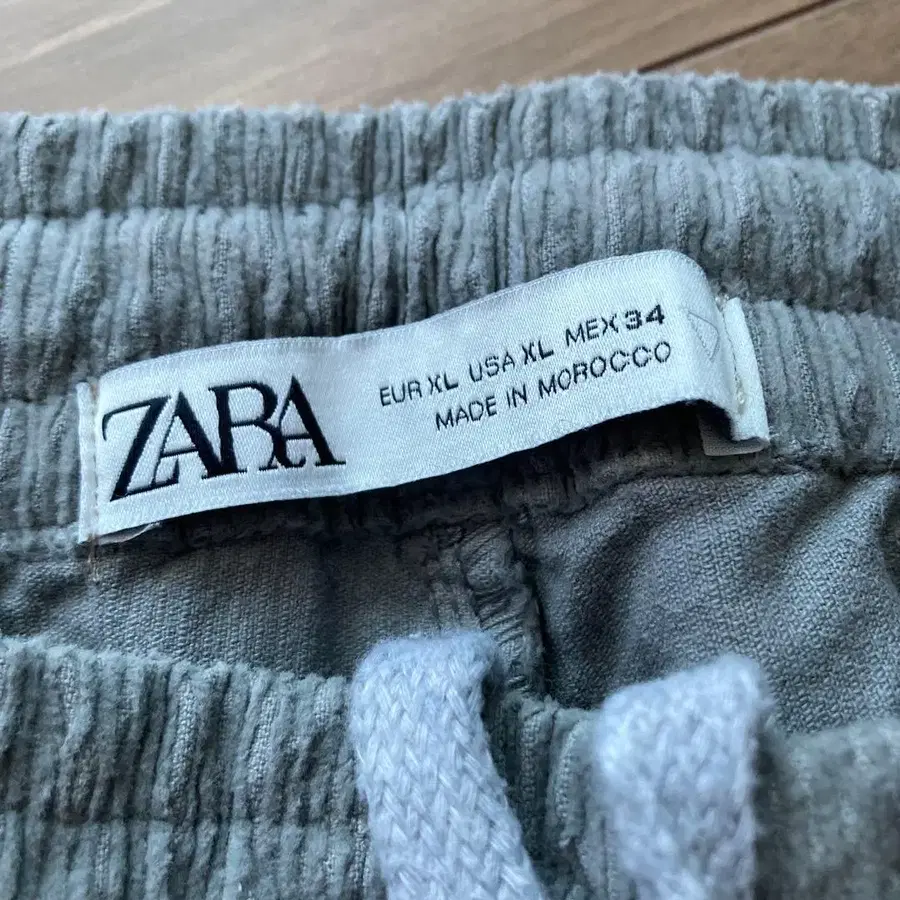 ZARA
EUR XL USA XL MEX 34
MADE IN MOROCCO